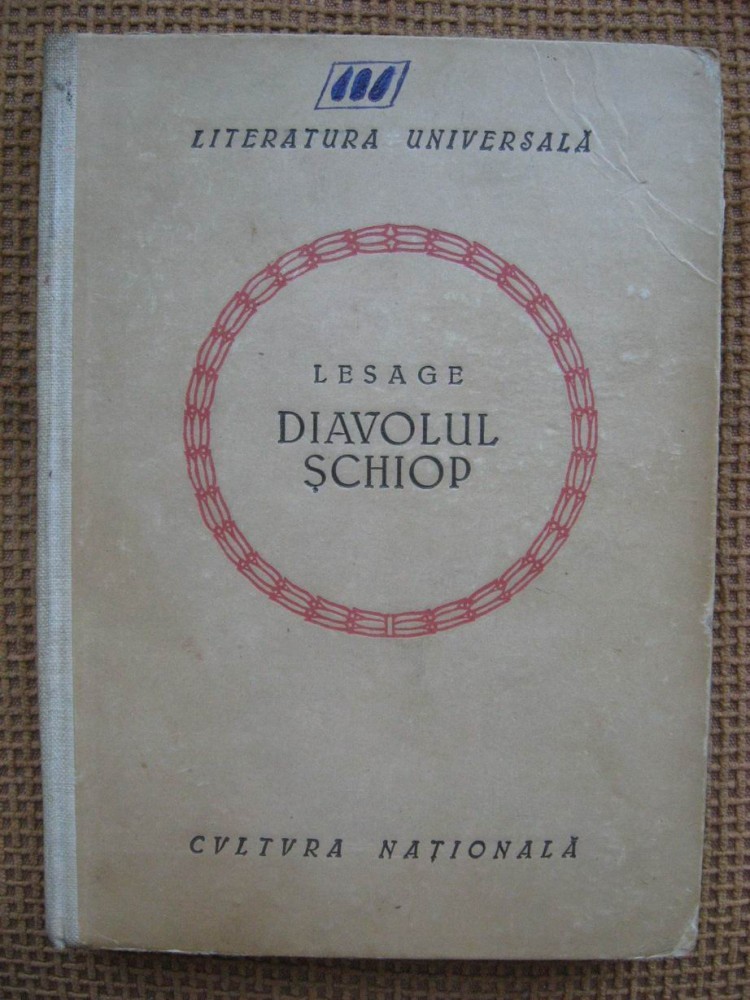 LITERATURA UNIVERSALĂ
LESAGE
DIAVOLUL
ȘCHIOP
CVLTVRA NAȚIONALĂ